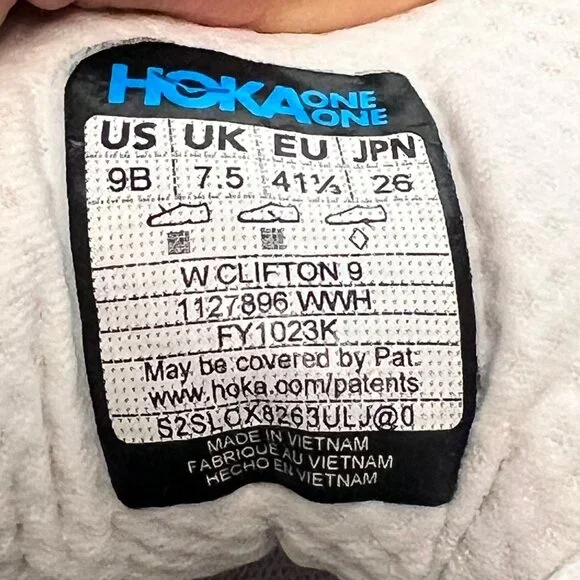 HOKA ONE ONE
US UK EU JPN
9B 7.5 41⅓ 26
W CLIFTON 9
1127896 WWH
FY1023K
May be covered by Pat.
www.hoka.com/patents
S2SLCX8263ULJ@0
MADE IN VIETNAM
FABRIQUÉ AU VIETNAM
HECHO EN VIETNAM